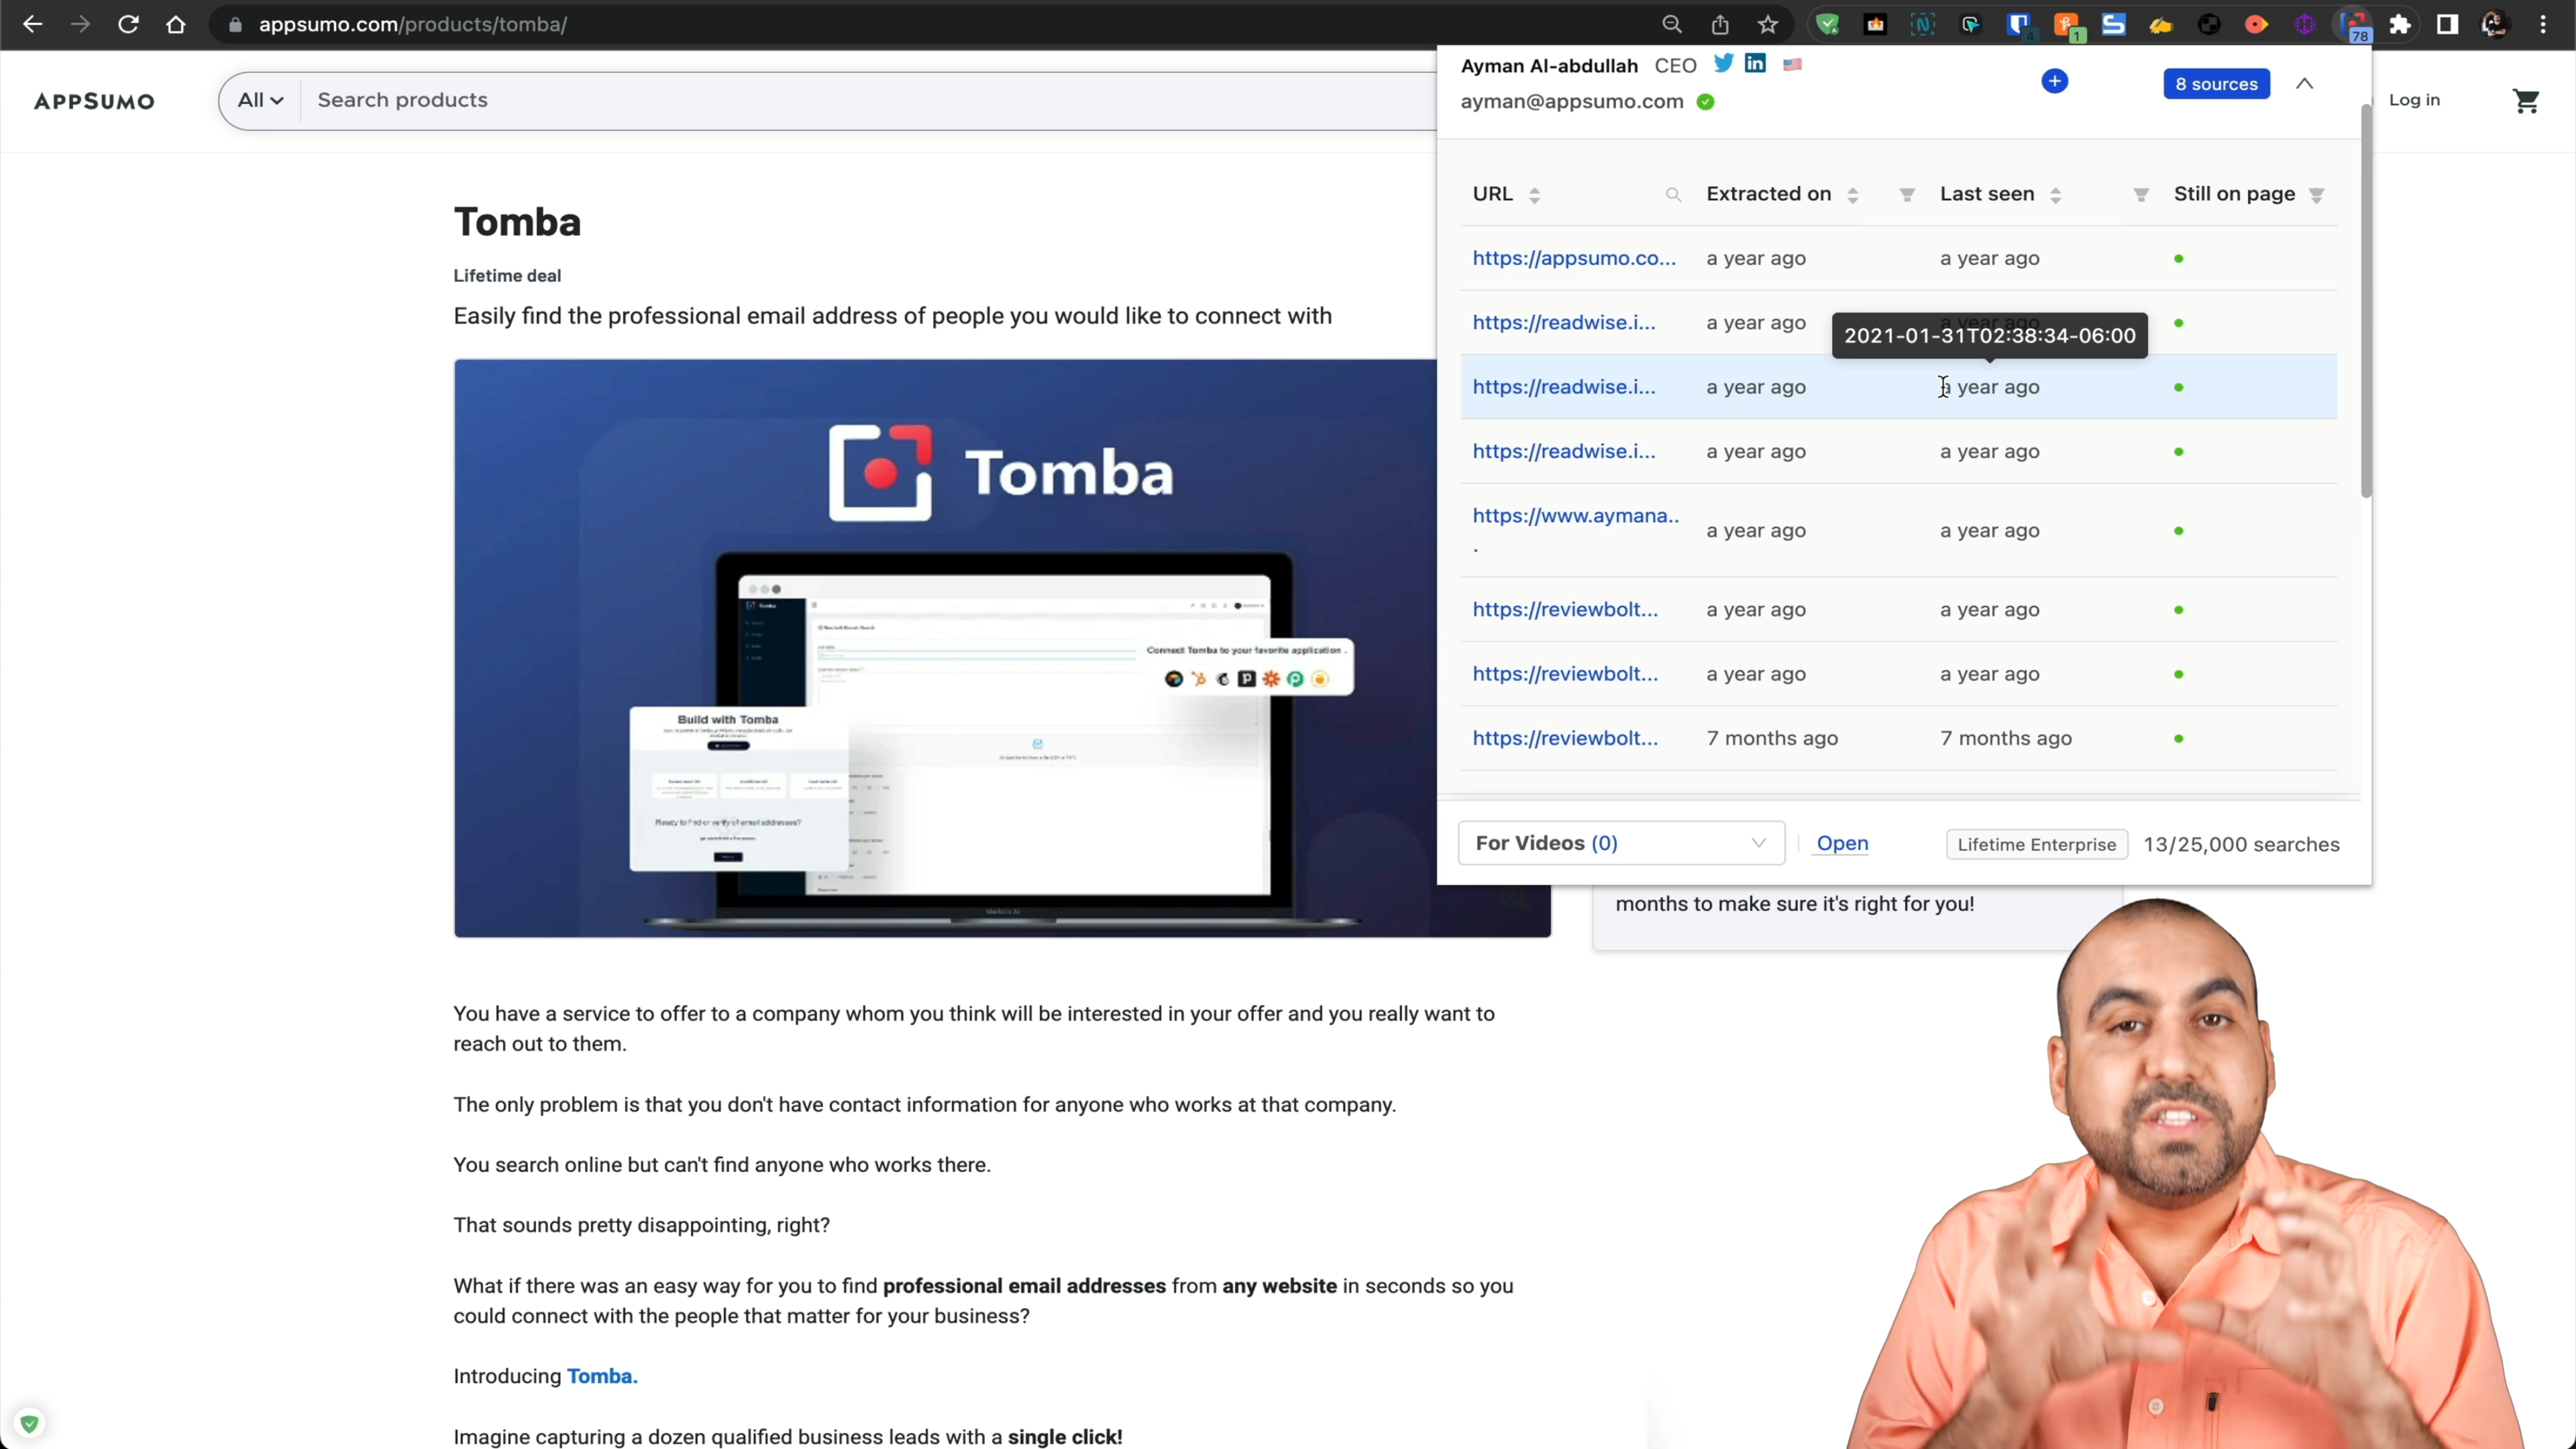 appsumo.com/products/tomba/
4
1
78
APPSUMO
All
Search products
Log in
Ayman Al-abdullah CEO
ayman@appsumo.com
8 sources
URL Extracted on Last seen Still on page
https://appsumo.co... a year ago a year ago
https://readwise.i... a year ago
2021-01-31T02:38:34-06:00
https://readwise.i... a year ago a year ago
https://readwise.i... a year ago a year ago
https://www.aymana..
. a year ago a year ago
https://reviewbolt... a year ago a year ago
https://reviewbolt... a year ago a year ago
https://reviewbolt... 7 months ago 7 months ago
For Videos (0)
Open
Lifetime Enterprise
13/25,000 searches
months to make sure it's right for you!
Tomba
Lifetime deal
Easily find the professional email address of people you would like to connect with
Tomba
Connect Tomba to your favorite application .
Build with Tomba
You have a service to offer to a company whom you think will be interested in your offer and you really want to
reach out to them.
The only problem is that you don't have contact information for anyone who works at that company.
You search online but can't find anyone who works there.
That sounds pretty disappointing, right?
What if there was an easy way for you to find professional email addresses from any website in seconds so you
could connect with the people that matter for your business?
Introducing Tomba.
Imagine capturing a dozen qualified business leads with a single click!